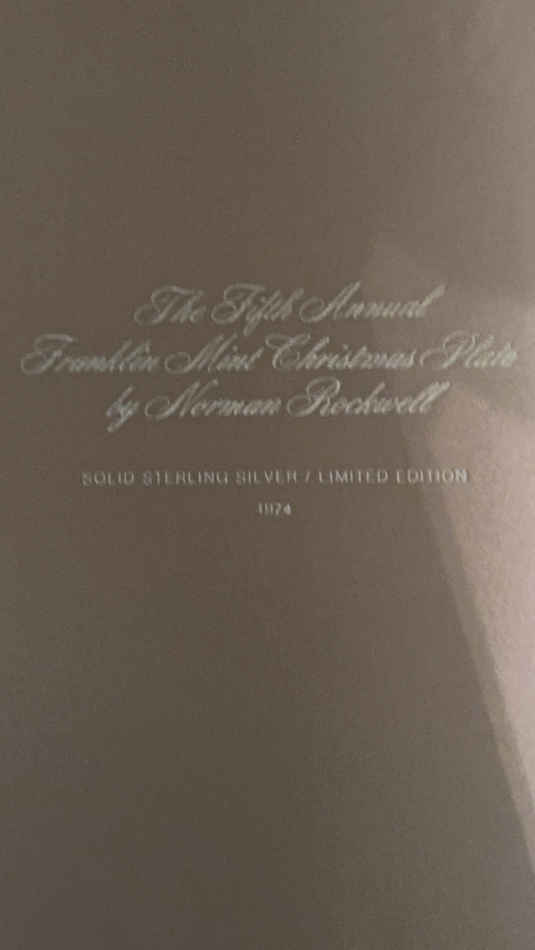 The Fifth Annual
Franklin Mint Christmas Plate
by Norman Rockwell
SOLID STERLING SILVER / LIMITED EDITION
1974